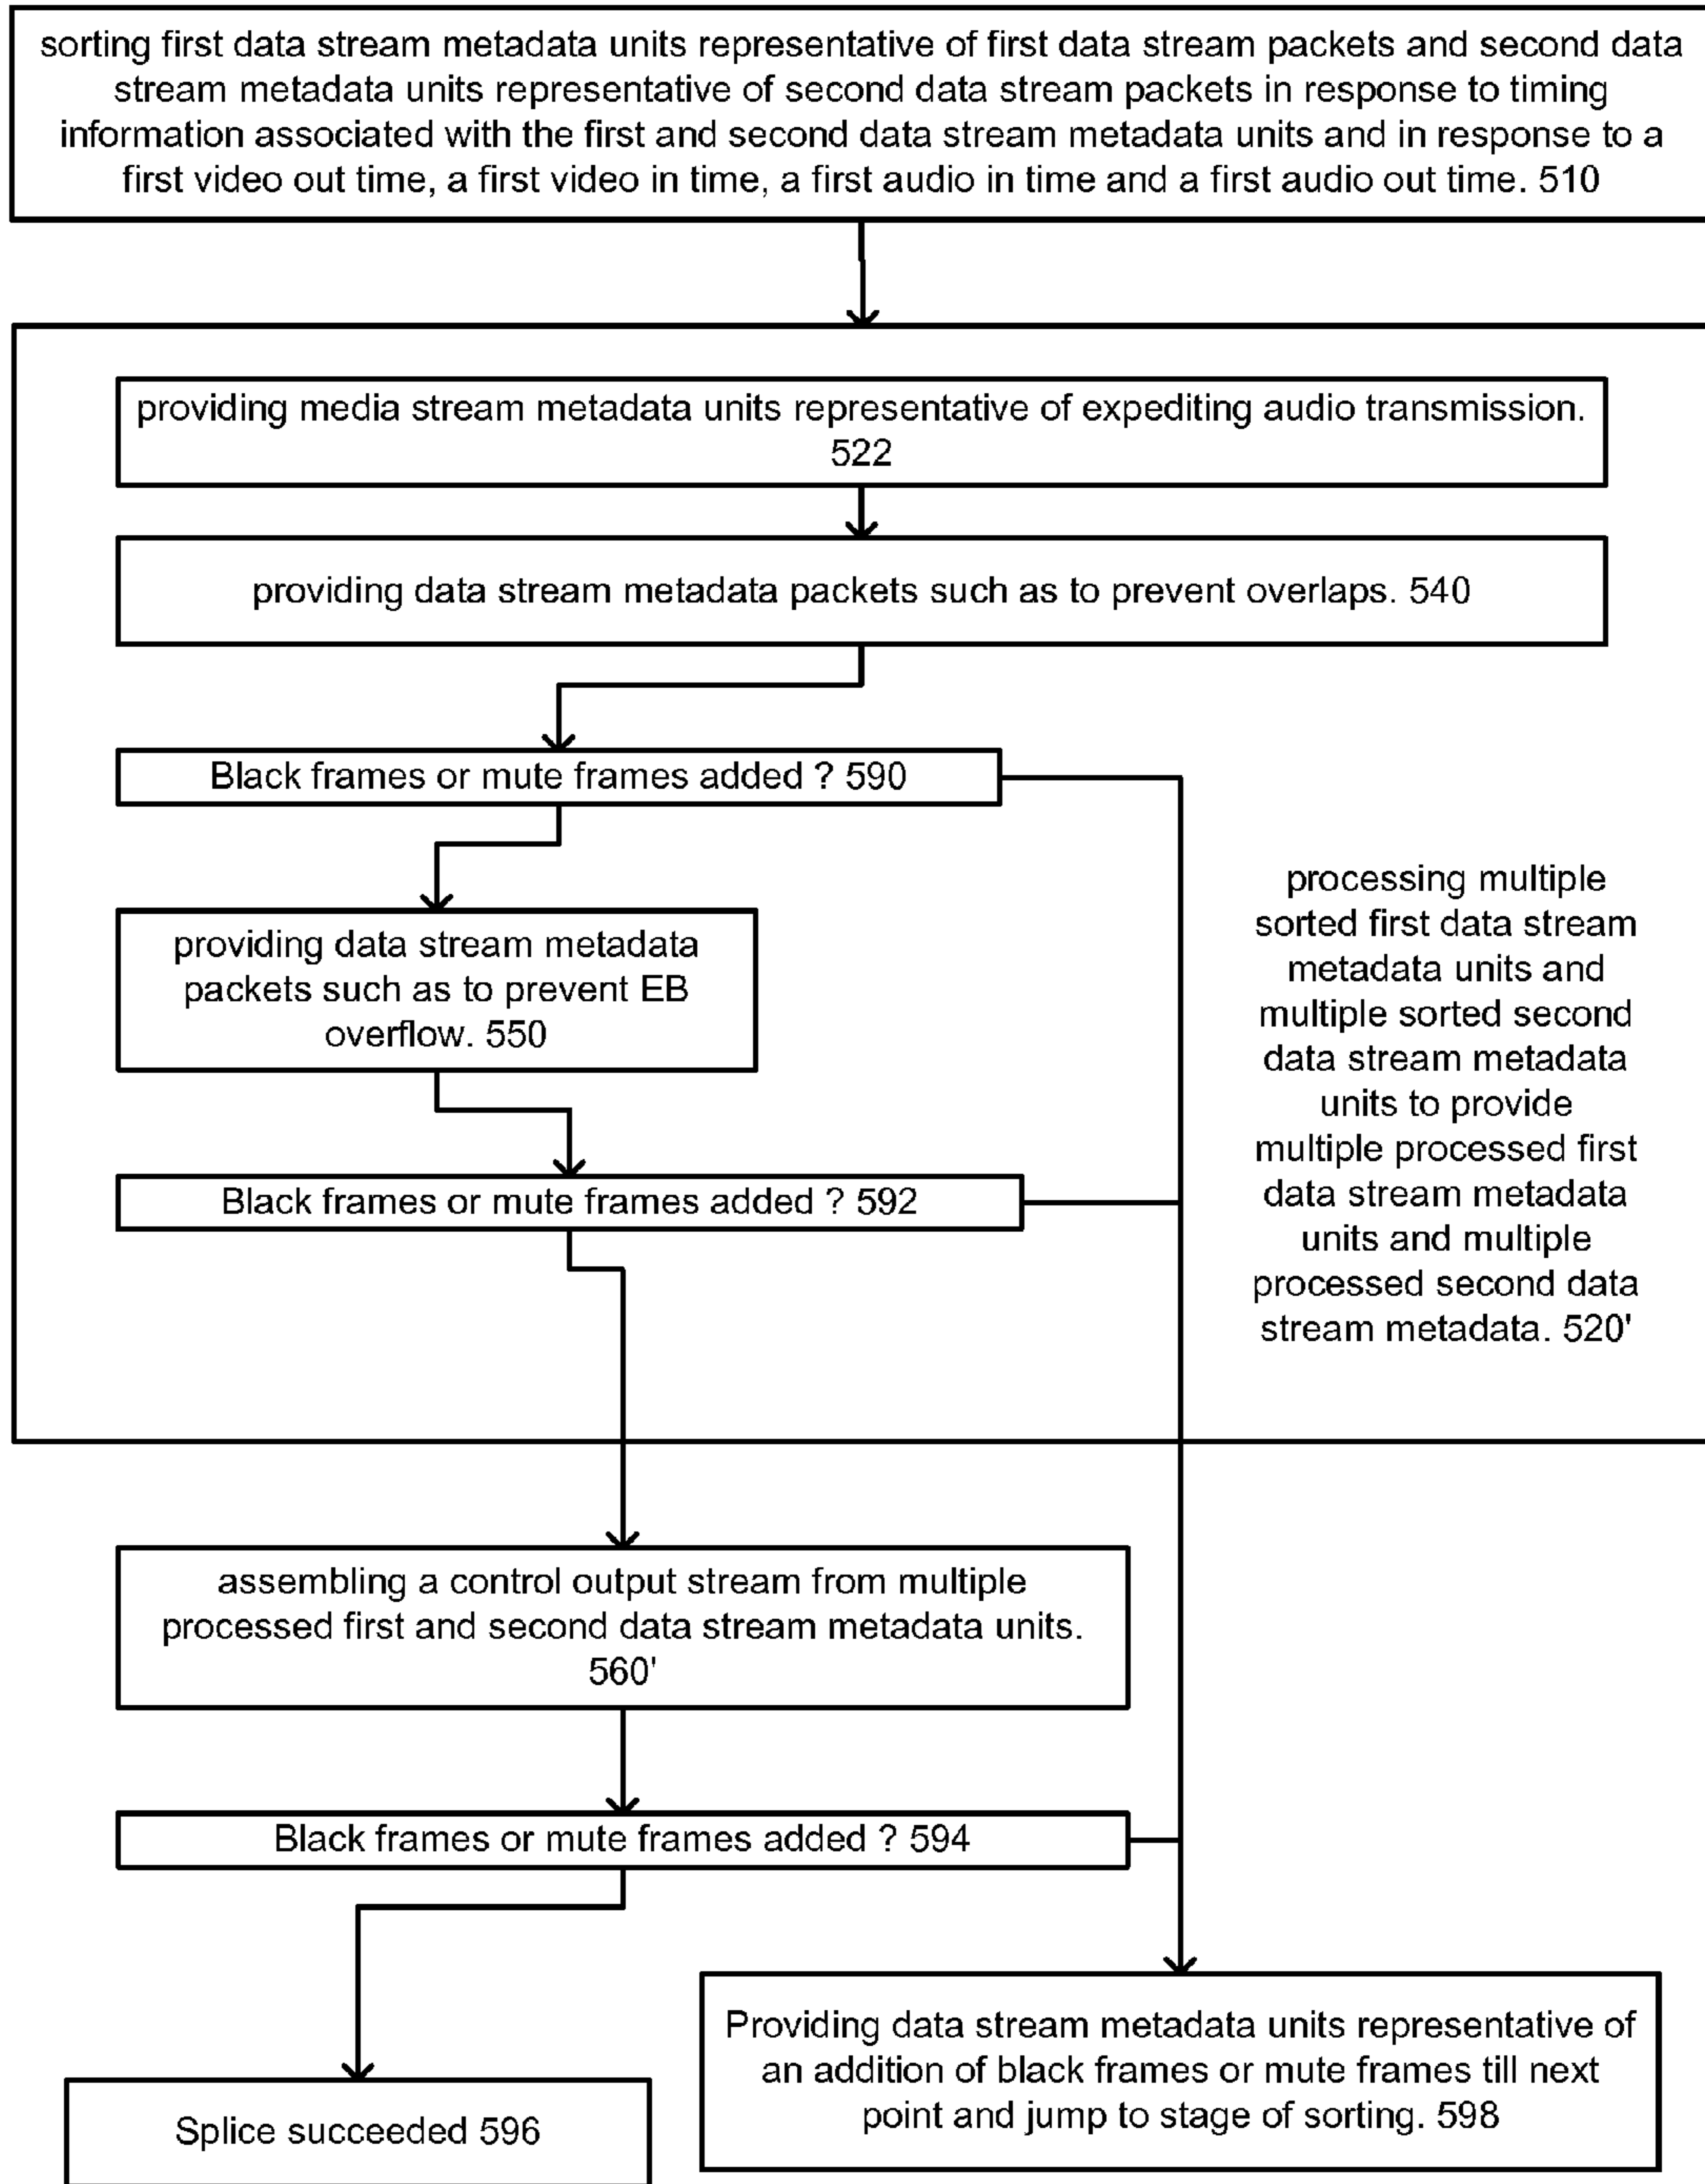 sorting first data stream metadata units representative of first data stream packets and second data
stream metadata units representative of second data stream packets in response to timing
information associated with the first and second data stream metadata units and in response to a
first video out time, a first video in time, a first audio in time and a first audio out time. 510
providing media stream metadata units representative of expediting audio transmission.
522
providing data stream metadata packets such as to prevent overlaps. 540
Black frames or mute frames added ? 590
providing data stream metadata
packets such as to prevent EB
overflow. 550
Black frames or mute frames added ? 592
processing multiple
sorted first data stream
metadata units and
multiple sorted second
data stream metadata
units to provide
multiple processed first
data stream metadata
units and multiple
processed second data
stream metadata. 520'
assembling a control output stream from multiple
processed first and second data stream metadata units.
560'
Black frames or mute frames added ? 594
Splice succeeded 596
Providing data stream metadata units representative of
an addition of black frames or mute frames till next
point and jump to stage of sorting. 598